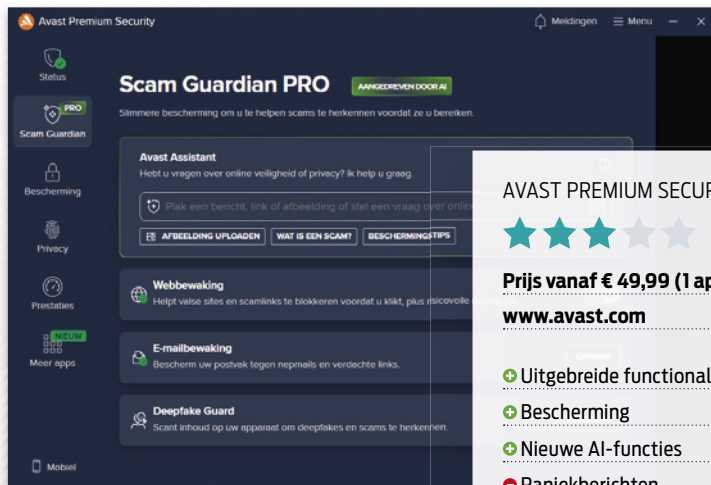 Avast Premium Security
Meldingen
Menu
Status
PRO
Scam Guardian
Bescherming
Privacy
Prestaties
NIEUW
Meer apps
Mobiel
Scam Guardian PRO
AANGEDREVEN DOOR AI
Slimmere bescherming om u te helpen scams te herkennen voordat ze u bereiken.
Avast Assistant
Hebt u vragen over online veiligheid of privacy? Ik help u graag.
Plak een bericht, link of afbeelding of stel een vraag over onlin
AFBEELDING UPLOADEN
WAT IS EEN SCAM?
BESCHERMINGSTIPS
Webbewaking
Helpt valse sites en scamlinks te blokkeren voordat u klikt, plus risicovolle
E-mailbewaking
Bescherm uw postvak tegen nepmails en verdachte links.
OPENEN
Deepfake Guard
Scant inhoud op uw apparaat om deepfakes en scams te herkennen.
AVAST PREMIUM SECUR
Prijs vanaf € 49,99 (1 ap
www.avast.com
Uitgebreide functional
Bescherming
Nieuwe AI-functies
Paniekberichten